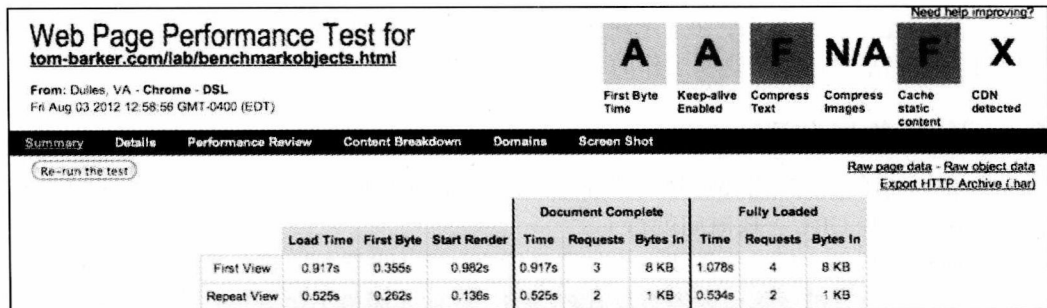 Need help improving?
Web Page Performance Test for
tom-barker.com/lab/benchmarkobjects.html
From: Dulles, VA - Chrome - DSL
Fri Aug 03 2012 12:58:56 GMT-0400 (EDT)
A A F N/A F X
First Byte Time Keep-alive Enabled Compress Text Compress Images Cache static content CDN detected
Summary Details Performance Review Content Breakdown Domains Screen Shot
Re-run the test
Raw page data - Raw object data
Export HTTP Archive (.har)
Document Complete Fully Loaded
Load Time First Byte Start Render Time Requests Bytes In Time Requests Bytes In
First View 0.917s 0.355s 0.982s 0.917s 3 8 KB 1.078s 4 8 KB
Repeat View 0.525s 0.262s 0.136s 0.525s 2 1 KB 0.534s 2 1 KB